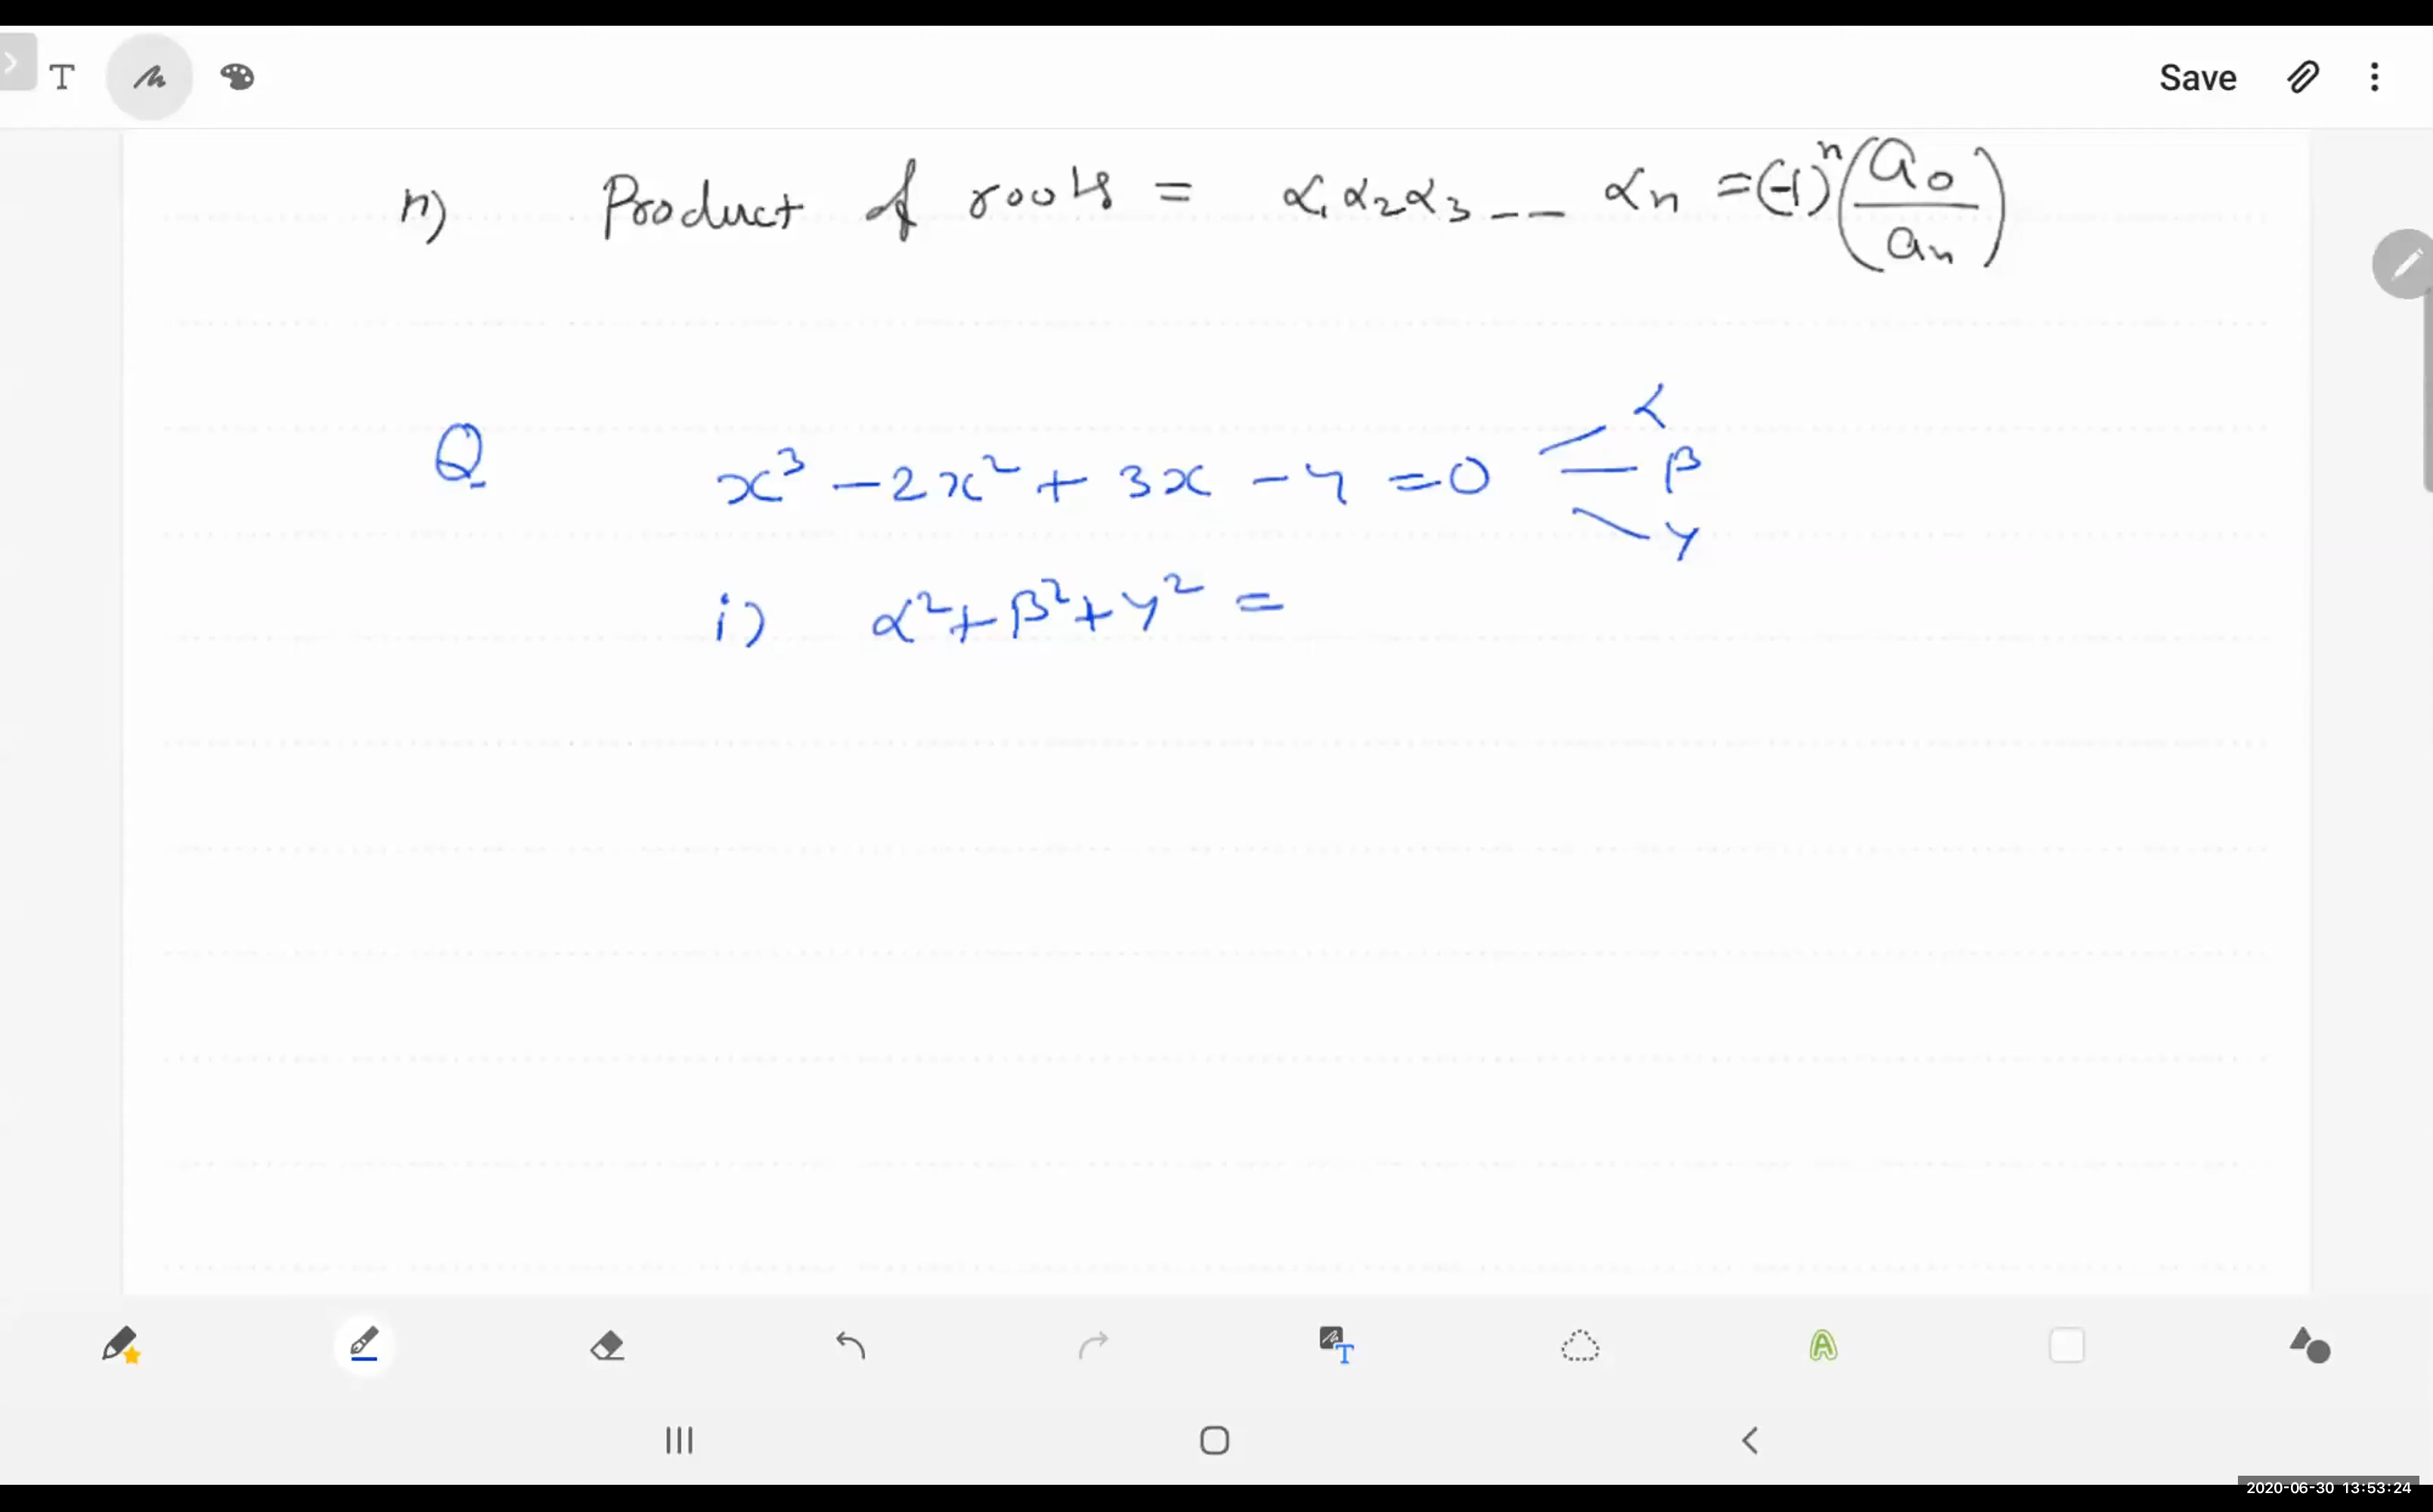 T Save
n) Product of roots = α₁α₂α₃ -- αn = (-1)ⁿ(a₀/aₙ)
Q x³ - 2x² + 3x - 4 = 0 α
β
γ
i) α² + β² + γ² =
T
A
2020-06-30 13:53:24